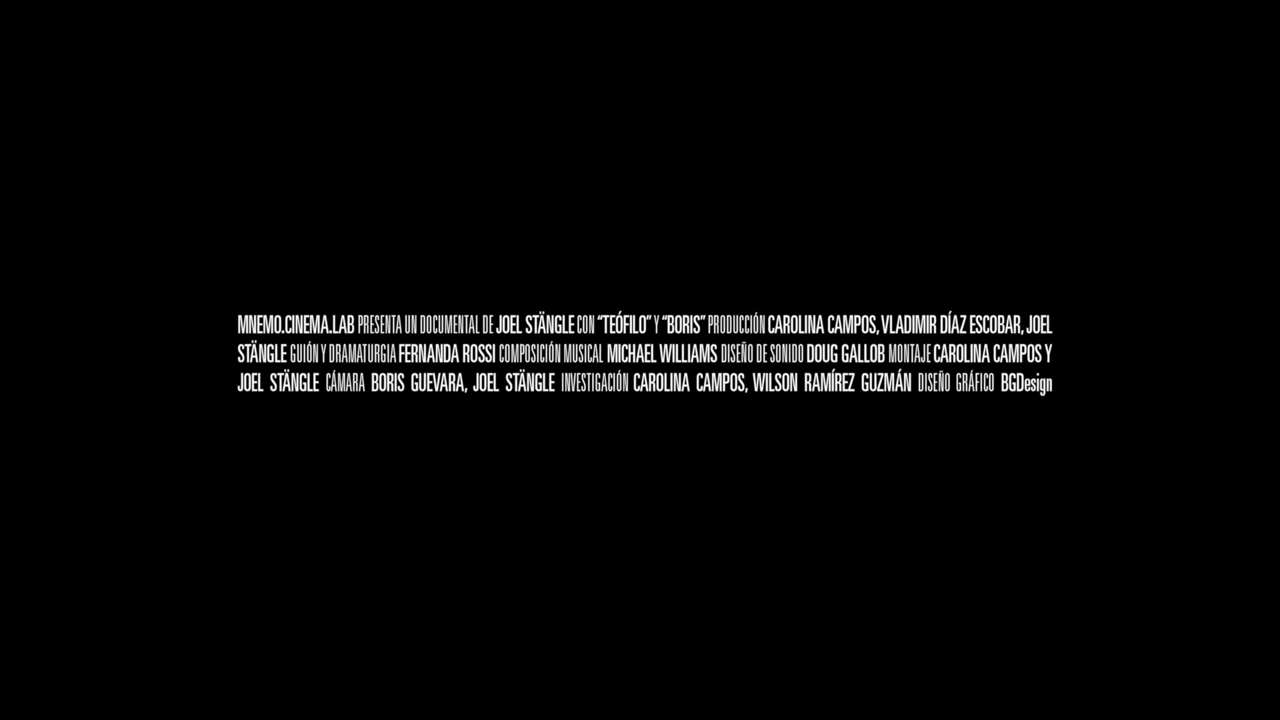 MNEMO.CINEMA.LAB PRESENTA UN DOCUMENTAL DE JOEL STÄNGLE CON “TEÓFILO” Y “BORIS” PRODUCCIÓN CAROLINA CAMPOS, VLADIMIR DÍAZ ESCOBAR, JOEL
STÄNGLE GUIÓN Y DRAMATURGIA FERNANDA ROSSI COMPOSICIÓN MUSICAL MICHAEL WILLIAMS DISEÑO DE SONIDO DOUG GALLOB MONTAJE CAROLINA CAMPOS Y
JOEL STÄNGLE CÁMARA BORIS GUEVARA, JOEL STÄNGLE INVESTIGACIÓN CAROLINA CAMPOS, WILSON RAMÍREZ GUZMÁN DISEÑO GRÁFICO BGDesign